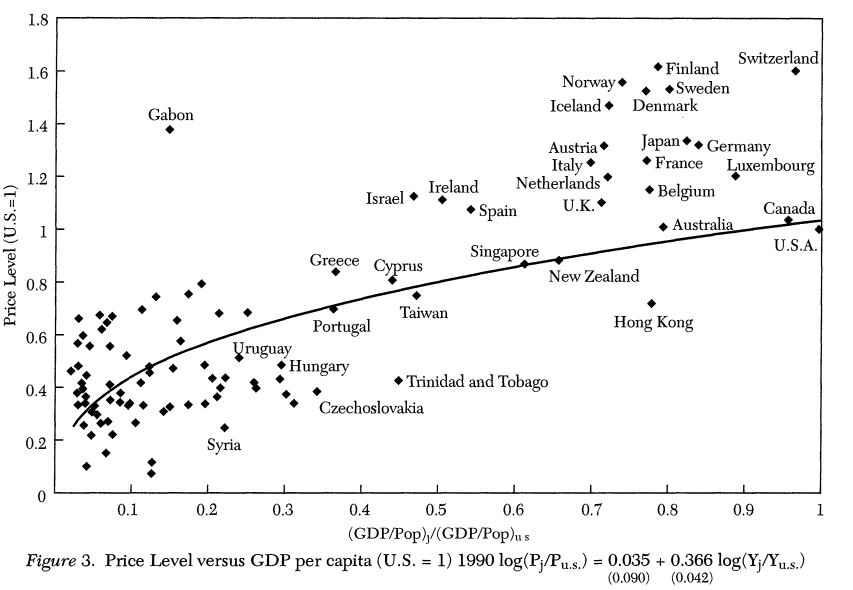 1.8
1.6
1.4
1.2
1
0.8
0.6
0.4
0.2
0
Price Level (U.S.=1)
Switzerland
Finland
Norway
Sweden
Iceland
Denmark
Gabon
Japan
Germany
Austria
Italy
France
Luxembourg
Netherlands
Belgium
Israel
Ireland
U.K.
Spain
Canada
Australia
U.S.A.
Singapore
Greece
Cyprus
New Zealand
Taiwan
Portugal
Hong Kong
Uruguay
Hungary
Trinidad and Tobago
Czechoslovakia
Syria
0.1 0.2 0.3 0.4 0.5 0.6 0.7 0.8 0.9 1
(GDP/Pop)j/(GDP/Pop)u s
Figure 3. Price Level versus GDP per capita (U.S. = 1) 1990 log(Pj/Pu.s.) = 0.035 + 0.366 log(Yj/Yu.s.)
(0.090) (0.042)